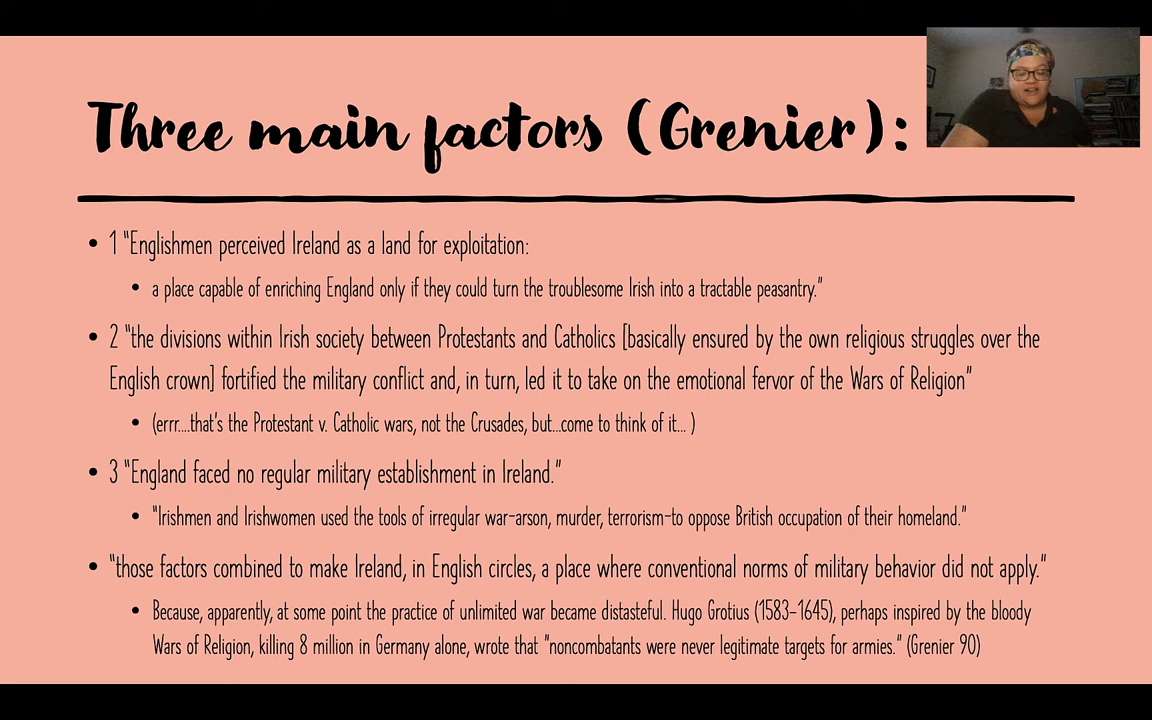 Three main factors (Grenier):
• 1 "Englishmen perceived Ireland as a land for exploitation:
• a place capable of enriching England only if they could turn the troublesome Irish into a tractable peasantry."
• 2 "the divisions within Irish society between Protestants and Catholics [basically ensured by the own religious struggles over the
English crown] fortified the military conflict and, in turn, led it to take on the emotional fervor of the Wars of Religion"
• (errr....that's the Protestant v. Catholic wars, not the Crusades, but...come to think of it... )
• 3 "England faced no regular military establishment in Ireland."
• "Irishmen and Irishwomen used the tools of irregular war-arson, murder, terrorism-to oppose British occupation of their homeland."
• "those factors combined to make Ireland, in English circles, a place where conventional norms of military behavior did not apply."
• Because, apparently, at some point the practice of unlimited war became distasteful. Hugo Grotius (1583-1645), perhaps inspired by the bloody
Wars of Religion, killing 8 million in Germany alone, wrote that "noncombatants were never legitimate targets for armies." (Grenier 90)